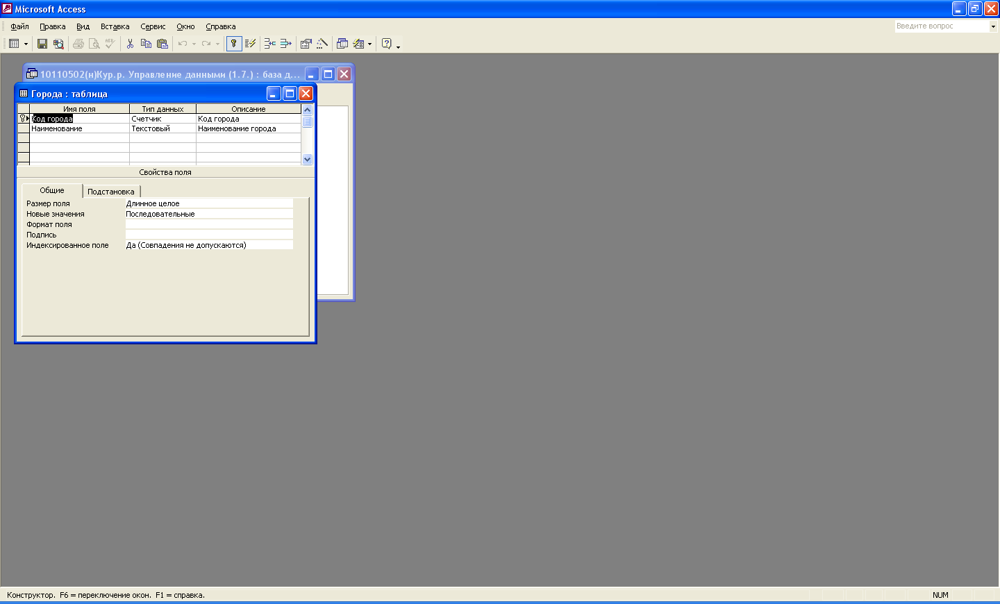 Microsoft Access
Файл Правка Вид Вставка Сервис Окно Справка
Введите вопрос
10110502(н)Кур.р. Управление данными (1.7.) : база д...
Города : таблица
Имя поля Тип данных Описание
Код города Счетчик Код города
Наименование Текстовый Наименование города
Свойства поля
Общие Подстановка
Размер поля Длинное целое
Новые значения Последовательные
Формат поля
Подпись
Индексированное поле Да (Совпадения не допускаются)
Конструктор. F6 = переключение окон. F1 = справка.
NUM